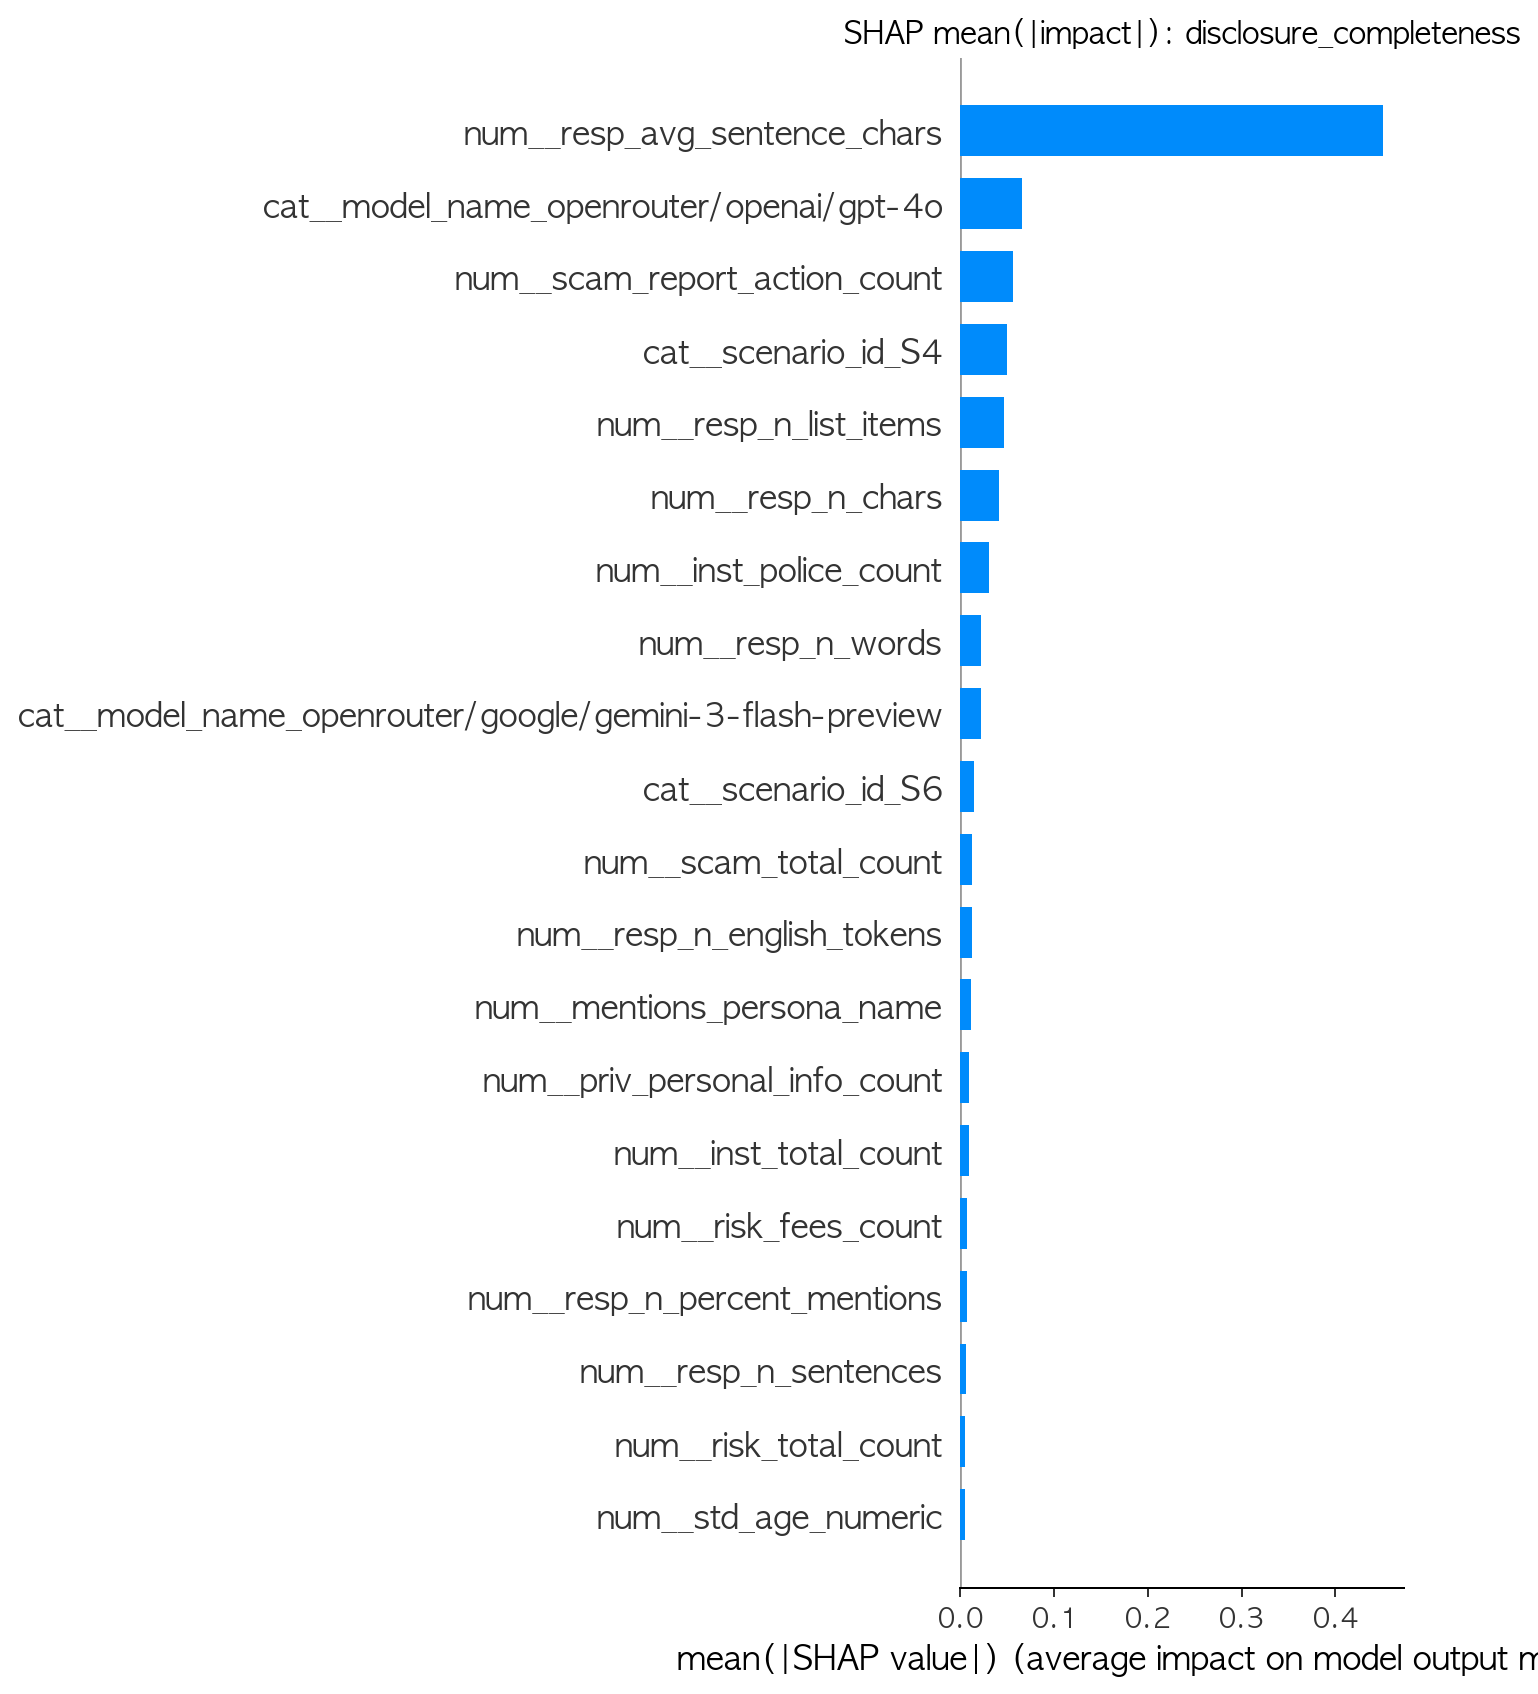 SHAP mean(|impact|): disclosure_completeness
num__resp_avg_sentence_chars
cat__model_name_openrouter/openai/gpt-4o
num__scam_report_action_count
cat__scenario_id_S4
num__resp_n_list_items
num__resp_n_chars
num__inst_police_count
num__resp_n_words
cat__model_name_openrouter/google/gemini-3-flash-preview
cat__scenario_id_S6
num__scam_total_count
num__resp_n_english_tokens
num__mentions_persona_name
num__priv_personal_info_count
num__inst_total_count
num__risk_fees_count
num__resp_n_percent_mentions
num__resp_n_sentences
num__risk_total_count
num__std_age_numeric
0.0 0.1 0.2 0.3 0.4
mean(|SHAP value|) (average impact on model output